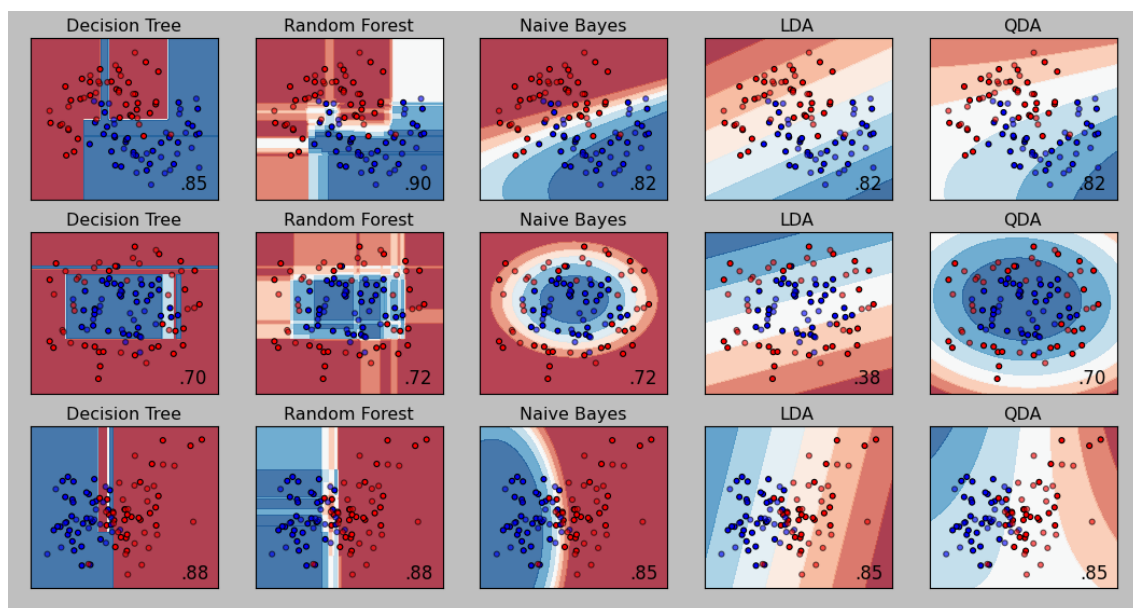 Decision Tree Random Forest Naive Bayes LDA QDA
.85 .90 .82 .82 .82
Decision Tree Random Forest Naive Bayes LDA QDA
.70 .72 .72 .38 .70
Decision Tree Random Forest Naive Bayes LDA QDA
.88 .88 .85 .85 .85